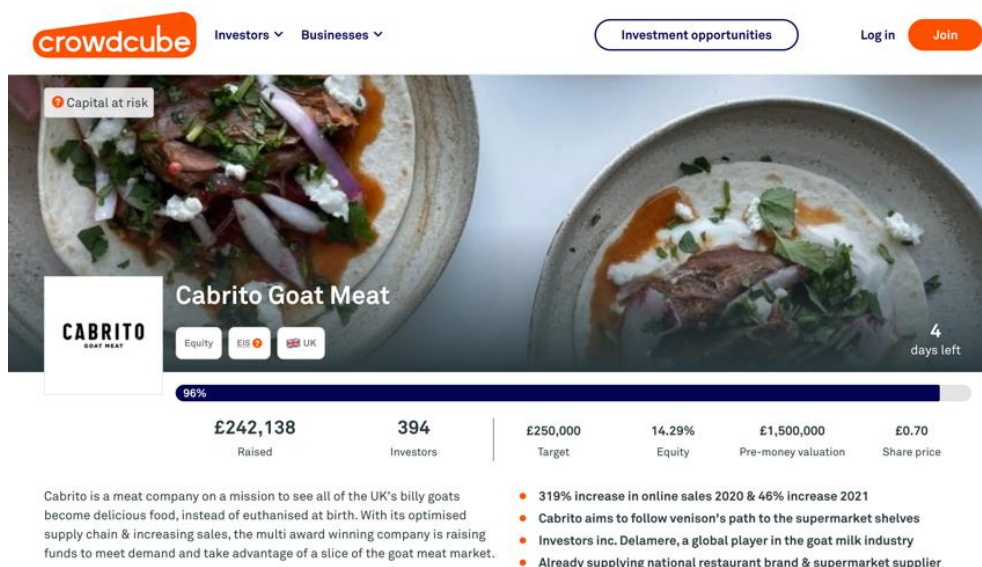 crowdcube
Investors
Businesses
Investment opportunities
Log in
Join
Capital at risk
Cabrito Goat Meat
CABRITO
GOAT MEAT
Equity
EIS
UK
4
days left
96%
£242,138
Raised
394
Investors
£250,000
Target
14.29%
Equity
£1,500,000
Pre-money valuation
£0.70
Share price
Cabrito is a meat company on a mission to see all of the UK's billy goats
become delicious food, instead of euthanised at birth. With its optimised
supply chain & increasing sales, the multi award winning company is raising
funds to meet demand and take advantage of a slice of the goat meat market.
319% increase in online sales 2020 & 46% increase 2021
Cabrito aims to follow venison's path to the supermarket shelves
Investors inc. Delamere, a global player in the goat milk industry
Already supplying national restaurant brand & supermarket supplier